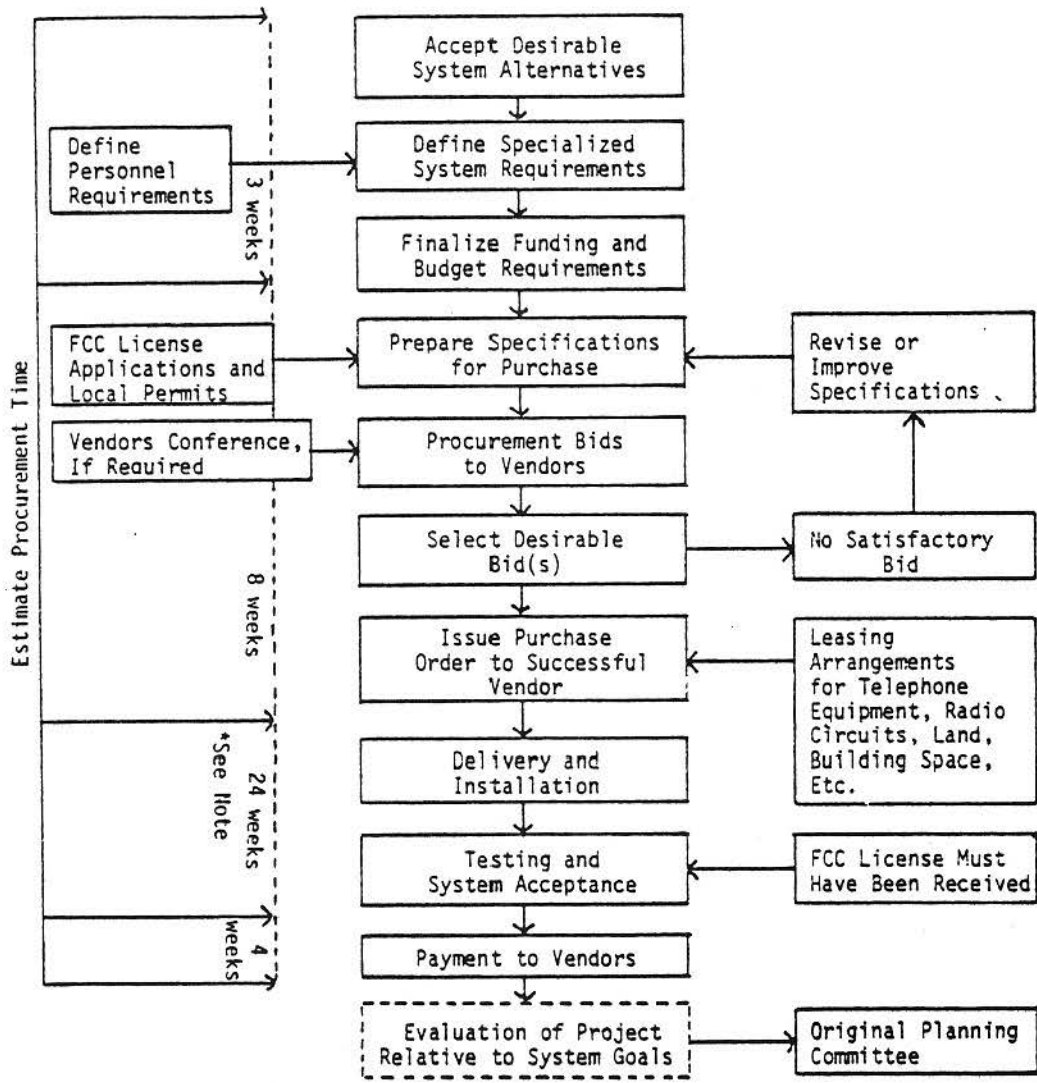 Accept Desirable
System Alternatives
Define
Personnel
Requirements
Define Specialized
System Requirements
3 weeks
Finalize Funding and
Budget Requirements
FCC License
Applications and
Local Permits
Prepare Specifications
for Purchase
Revise or
Improve
Specifications
Vendors Conference,
If Required
Procurement Bids
to Vendors
Estimate Procurement Time
Select Desirable
Bid(s)
No Satisfactory
Bid
8 weeks
Issue Purchase
Order to Successful
Vendor
Leasing
Arrangements
for Telephone
Equipment, Radio
Circuits, Land,
Building Space,
Etc.
24 weeks
*See Note
Delivery and
Installation
Testing and
System Acceptance
FCC License Must
Have Been Received
4
weeks
Payment to Vendors
Evaluation of Project
Relative to System Goals
Original Planning
Committee